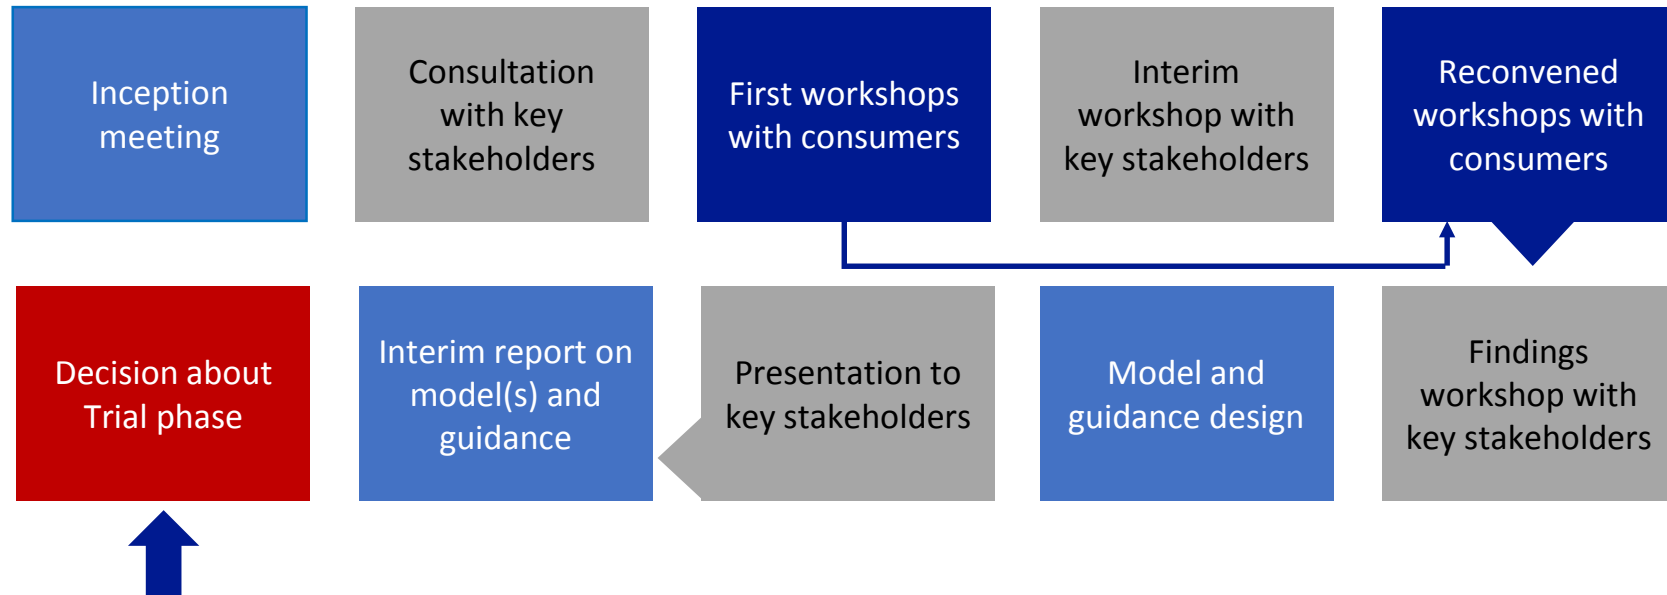 Inception
meeting
Consultation
with key
stakeholders
First workshops
with consumers
Interim
workshop with
key stakeholders
Reconvened
workshops with
consumers
Decision about
Trial phase
Interim report on
model(s) and
guidance
Presentation to
key stakeholders
Model and
guidance design
Findings
workshop with
key stakeholders